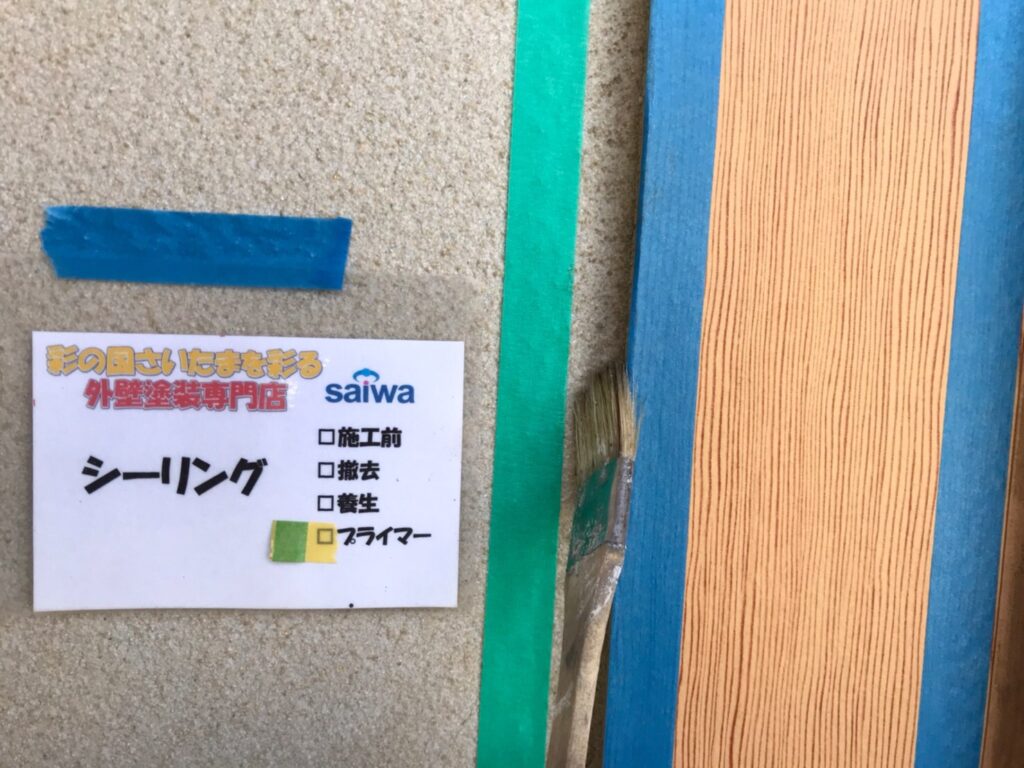 彩の国さいたまを彩る
外壁塗装専門店
saiwa
シーリング
□施工前
□撤去
□養生
□プライマー